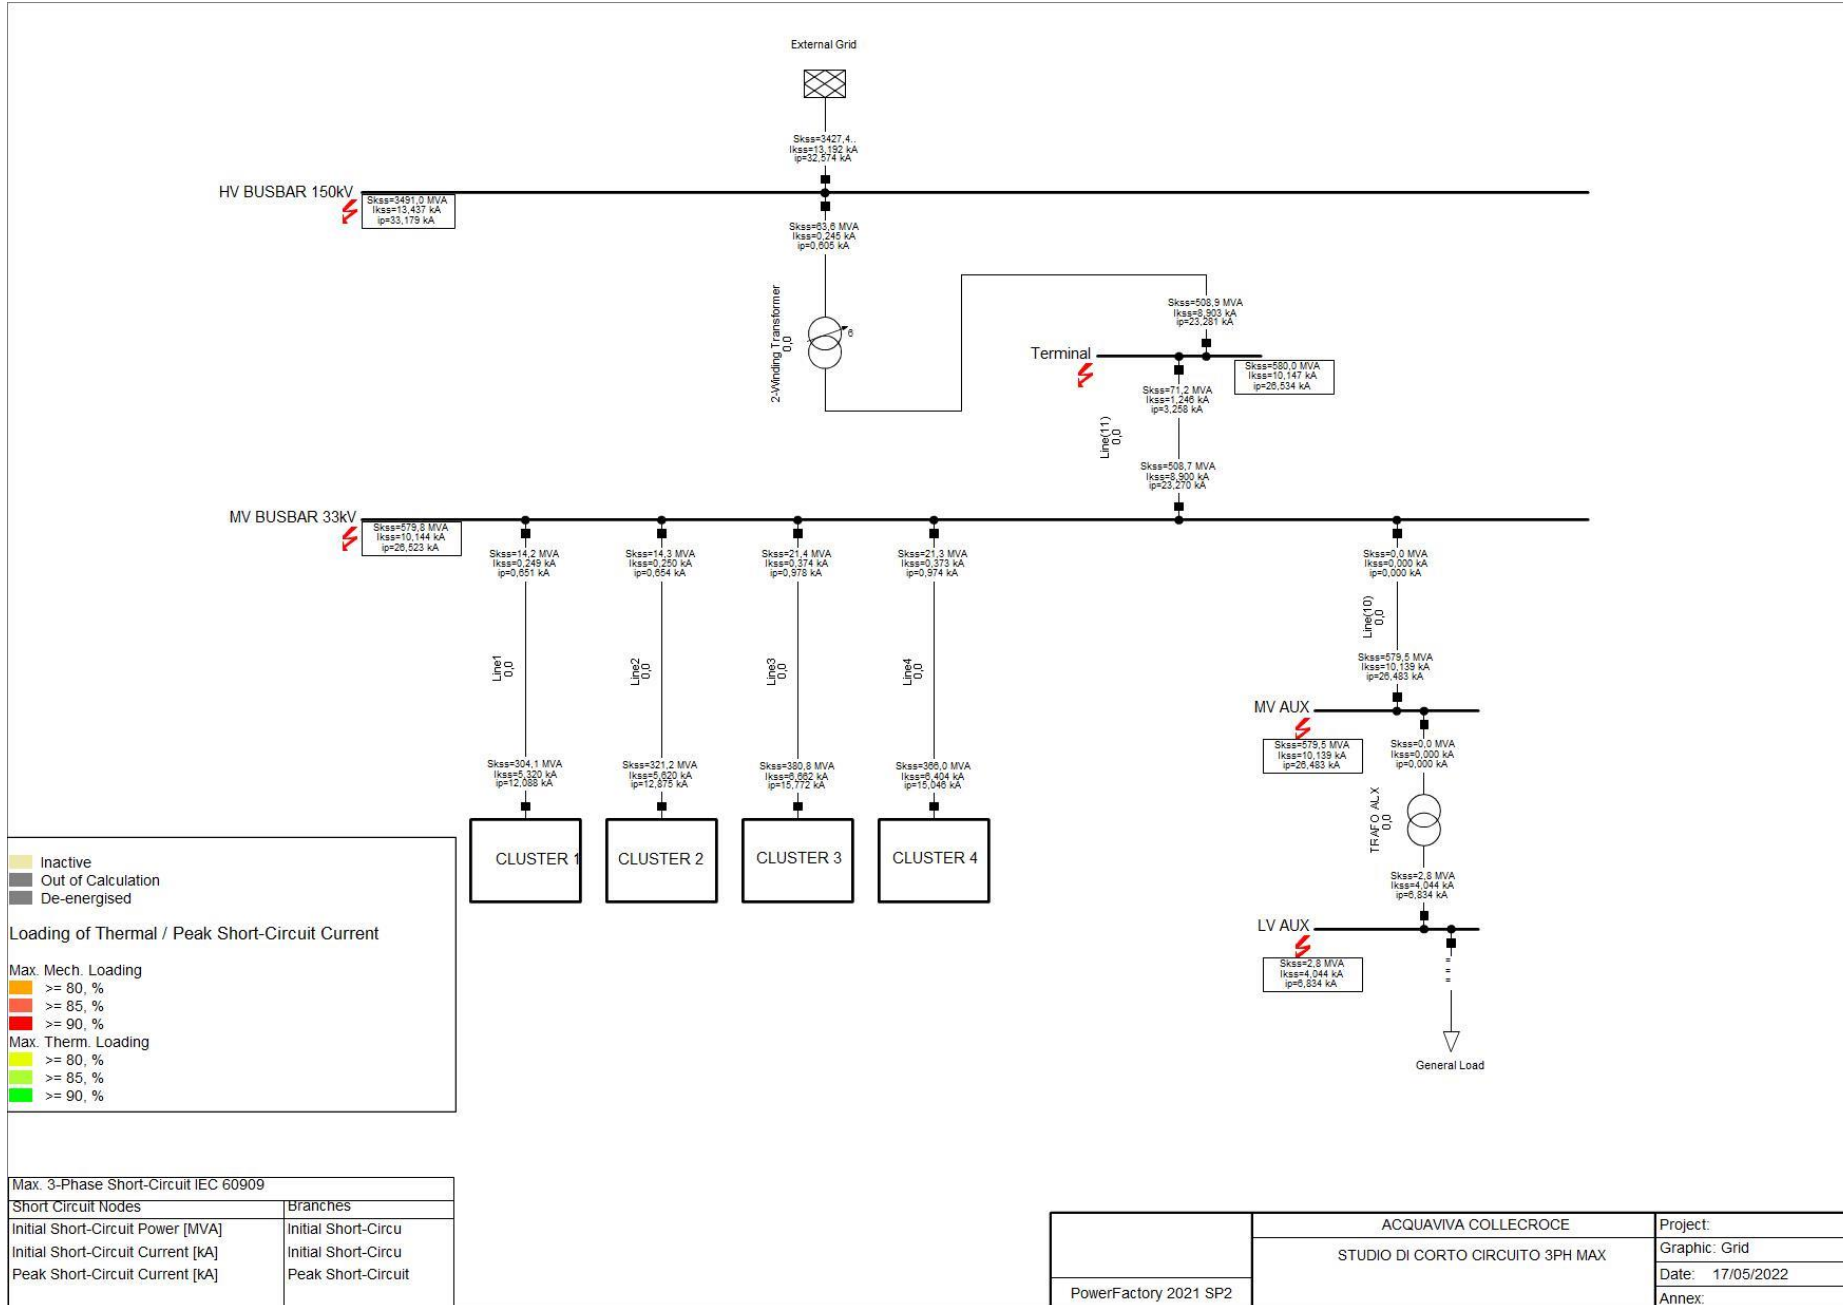 External Grid
Skss=3427,4..
Ikss=13,192 kA
ip=32,574 kA
HV BUSBAR 150kV
Skss=3491,0 MVA
Ikss=13,437 kA
ip=33,179 kA
Skss=63,6 MVA
Ikss=0,245 kA
ip=0,605 kA
2-Winding Transformer
0,0
6
Skss=508,9 MVA
Ikss=8,903 kA
ip=23,281 kA
Terminal
Skss=580,0 MVA
Ikss=10,147 kA
ip=26,534 kA
Skss=71,2 MVA
Ikss=1,246 kA
ip=3,258 kA
Line(11)
0,0
Skss=508,7 MVA
Ikss=8,900 kA
ip=23,270 kA
MV BUSBAR 33kV
Skss=579,8 MVA
Ikss=10,144 kA
ip=26,523 kA
Skss=14,2 MVA
Ikss=0,249 kA
ip=0,651 kA
Skss=14,3 MVA
Ikss=0,250 kA
ip=0,654 kA
Skss=21,4 MVA
Ikss=0,374 kA
ip=0,978 kA
Skss=21,3 MVA
Ikss=0,373 kA
ip=0,974 kA
Skss=0,0 MVA
Ikss=0,000 kA
ip=0,000 kA
Line1
0,0
Line2
0,0
Line3
0,0
Line4
0,0
Line(10)
0,0
Skss=579,5 MVA
Ikss=10,139 kA
ip=26,483 kA
MV AUX
Skss=579,5 MVA
Ikss=10,139 kA
ip=26,483 kA
Skss=0,0 MVA
Ikss=0,000 kA
ip=0,000 kA
Skss=304,1 MVA
Ikss=5,320 kA
ip=12,088 kA
Skss=321,2 MVA
Ikss=5,620 kA
ip=12,875 kA
Skss=380,8 MVA
Ikss=6,662 kA
ip=15,772 kA
Skss=366,0 MVA
Ikss=6,404 kA
ip=15,046 kA
TRAFO AUX
0,0
CLUSTER 1
CLUSTER 2
CLUSTER 3
CLUSTER 4
Skss=2,8 MVA
Ikss=4,044 kA
ip=6,834 kA
LV AUX
Skss=2,8 MVA
Ikss=4,044 kA
ip=6,834 kA
General Load
Inactive
Out of Calculation
De-energised
Loading of Thermal / Peak Short-Circuit Current
Max. Mech. Loading
>= 80, %
>= 85, %
>= 90, %
Max. Therm. Loading
>= 80, %
>= 85, %
>= 90, %
Max. 3-Phase Short-Circuit IEC 60909
Short Circuit Nodes
Branches
Initial Short-Circuit Power [MVA]
Initial Short-Circu
Initial Short-Circuit Current [kA]
Initial Short-Circu
Peak Short-Circuit Current [kA]
Peak Short-Circuit
PowerFactory 2021 SP2
ACQUAVIVA COLLECROCE
STUDIO DI CORTO CIRCUITO 3PH MAX
Project:
Graphic: Grid
Date: 17/05/2022
Annex: